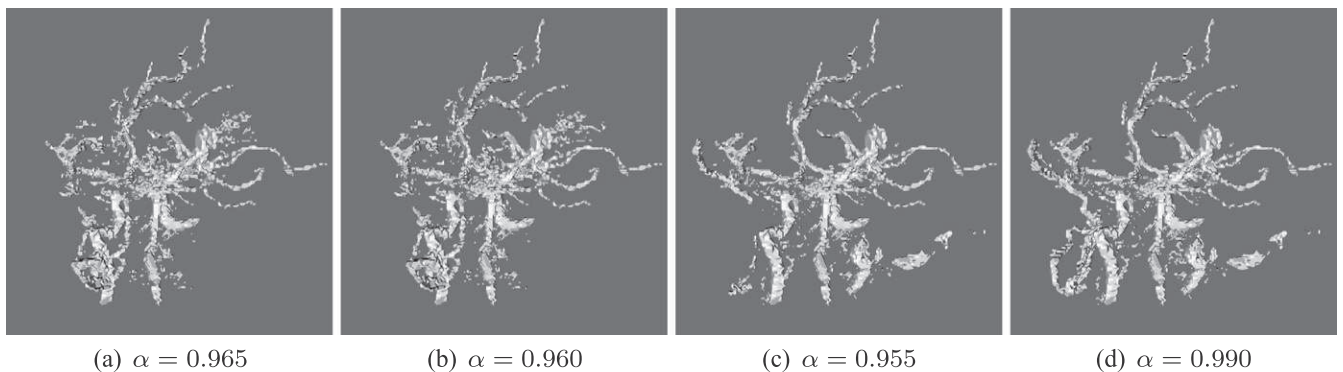 (a) α = 0.965 (b) α = 0.960 (c) α = 0.955 (d) α = 0.990